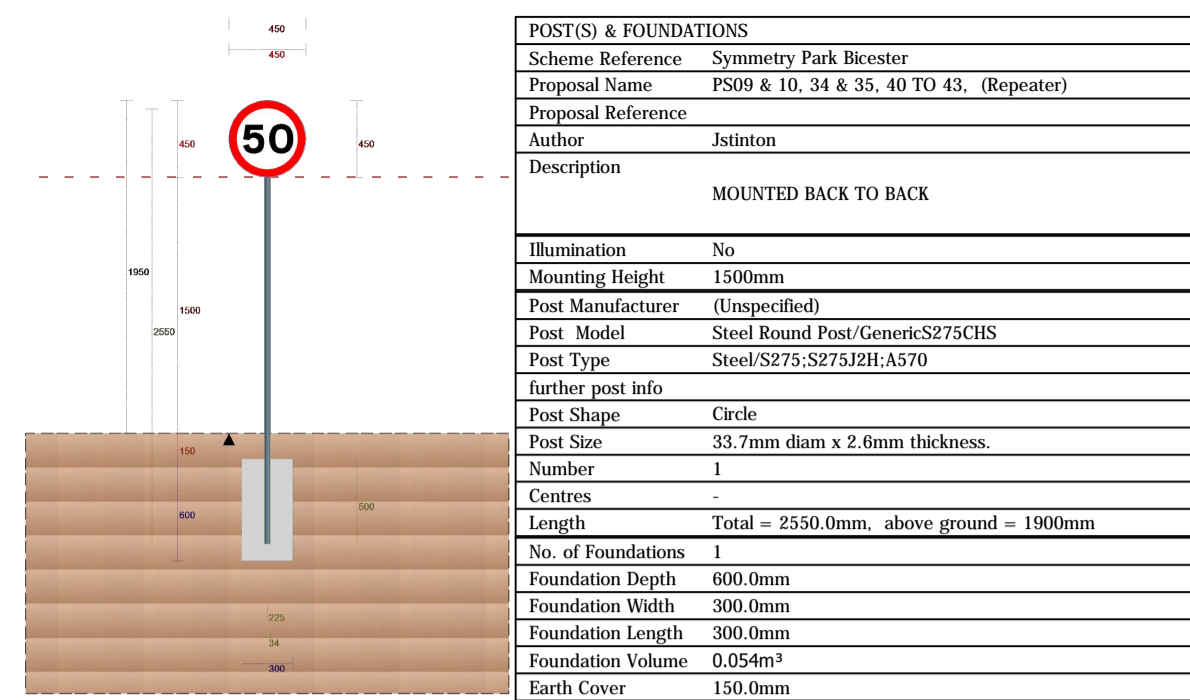 450
450
450
450
50
1950
1500
2550
150
600
500
225
34
300
POST(S) & FOUNDATIONS
Scheme Reference Symmetry Park Bicester
Proposal Name PS09 & 10, 34 & 35, 40 TO 43, (Repeater)
Proposal Reference
Author Jstinton
Description
MOUNTED BACK TO BACK
Illumination No
Mounting Height 1500mm
Post Manufacturer (Unspecified)
Post Model Steel Round Post/GenericS275CHS
Post Type Steel/S275;S275J2H;A570
further post info
Post Shape Circle
Post Size 33.7mm diam x 2.6mm thickness.
Number 1
Centres -
Length Total = 2550.0mm, above ground = 1900mm
No. of Foundations 1
Foundation Depth 600.0mm
Foundation Width 300.0mm
Foundation Length 300.0mm
Foundation Volume 0.054m³
Earth Cover 150.0mm